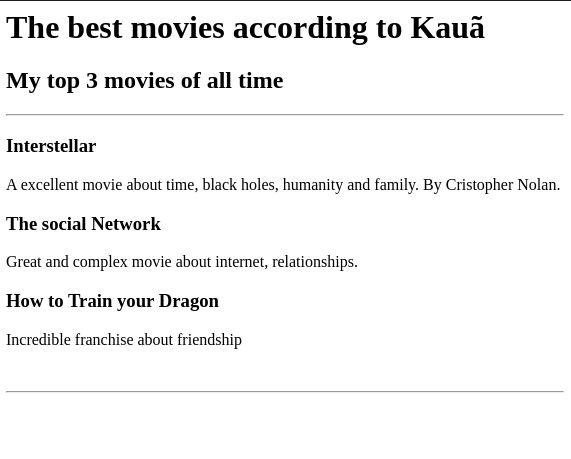 The best movies according to Kauã
My top 3 movies of all time
Interstellar
A excellent movie about time, black holes, humanity and family. By Cristopher Nolan.
The social Network
Great and complex movie about internet, relationships.
How to Train your Dragon
Incredible franchise about friendship